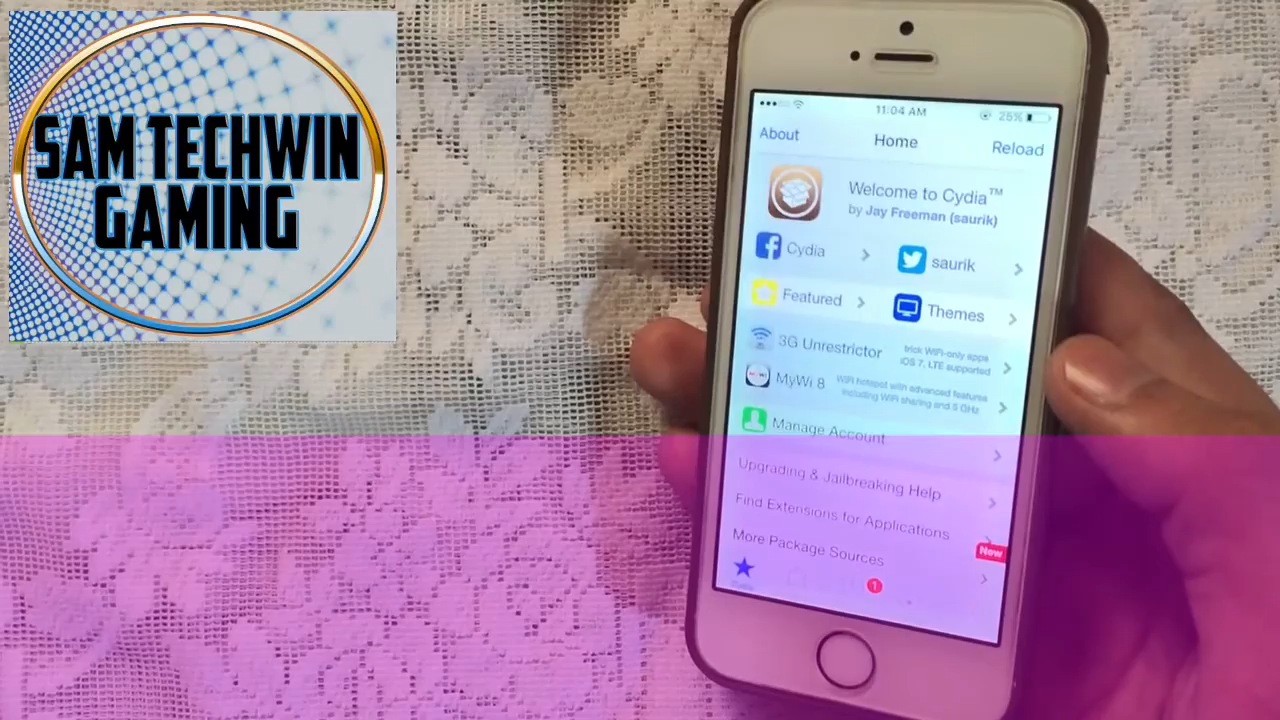 SAM TECHWIN
GAMING
11:04 AM
25%
About
Home
Reload
Welcome to Cydia™
by Jay Freeman (saurik)
Cydia
saurik
Featured
Themes
3G Unrestrictor
trick WiFi-only apps
iOS 7, LTE supported
MyWi 8
WiFi hotspot with advanced features
including WiFi sharing and 5 GHz
Manage Account
Upgrading & Jailbreaking Help
Find Extensions for Applications
More Package Sources
New
1